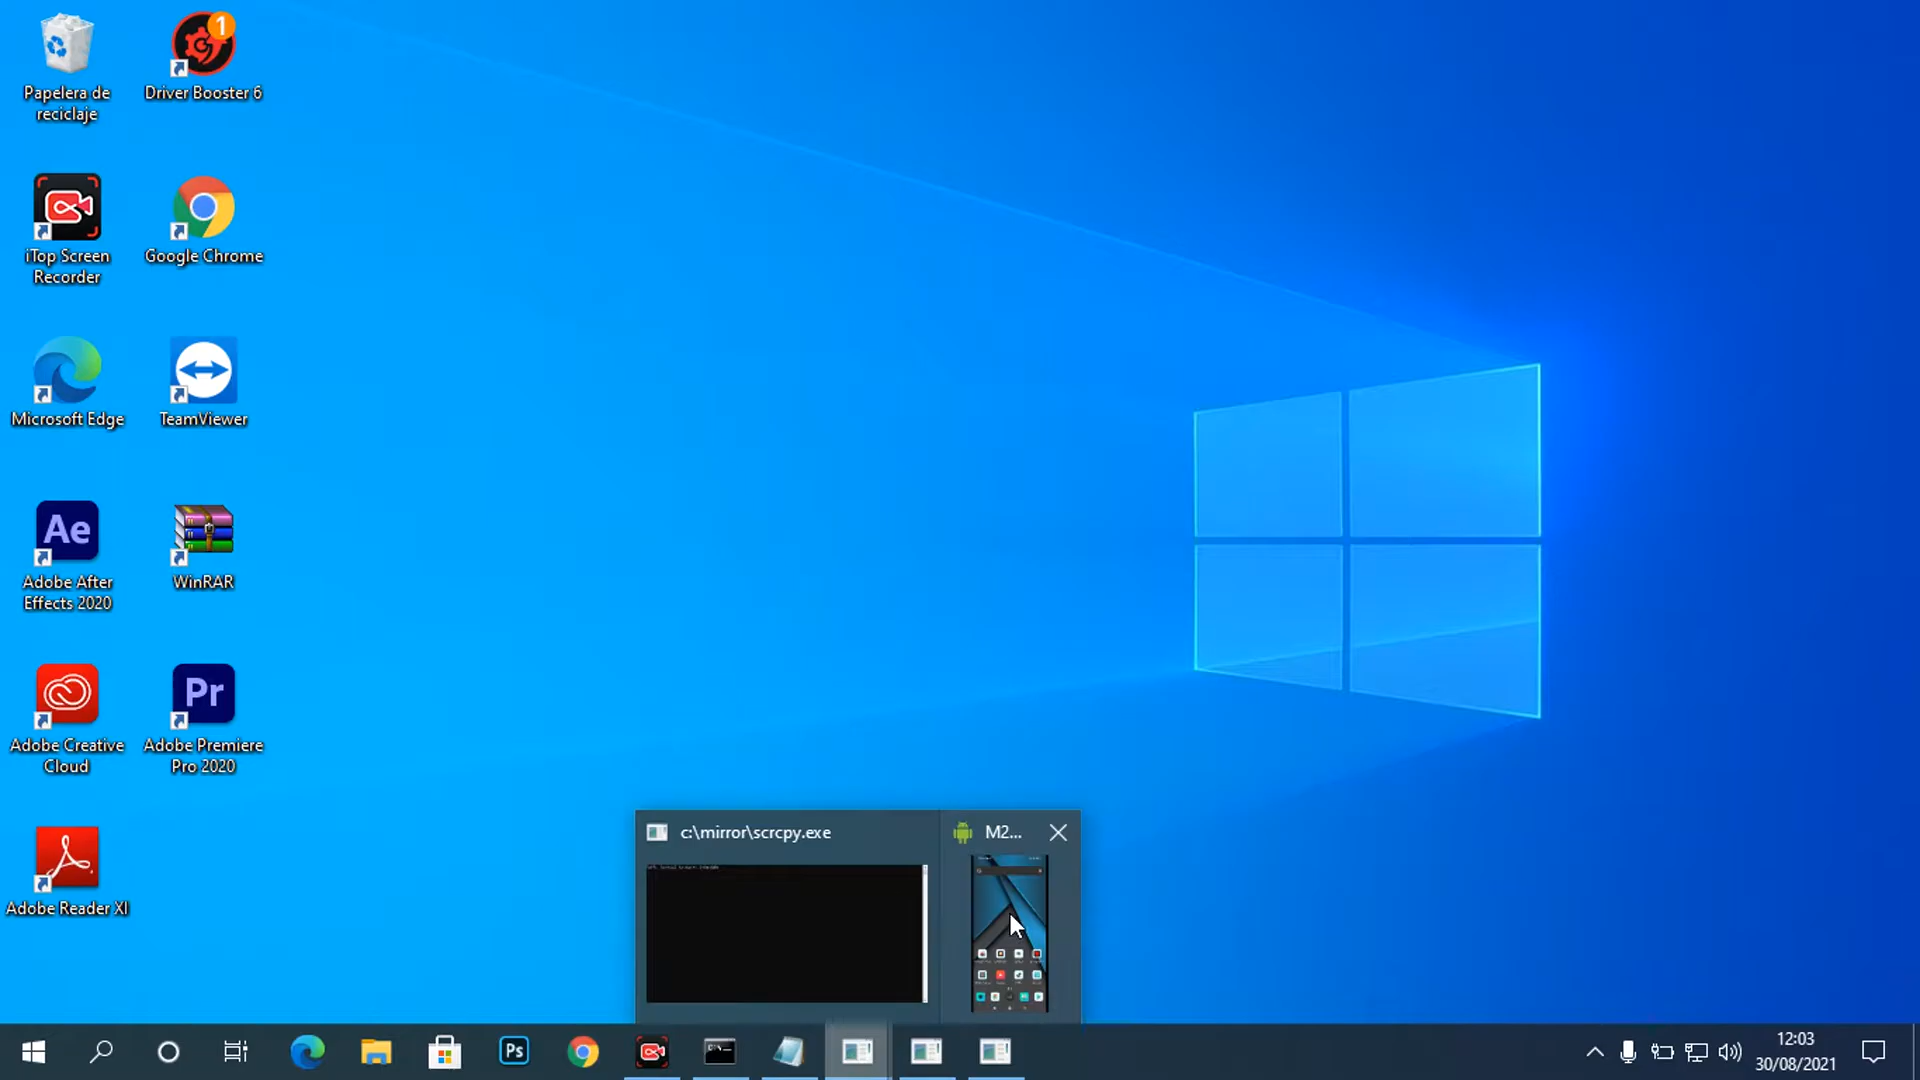 Papelera de
reciclaje
1
Driver Booster 6
iTop Screen
Recorder
Google Chrome
Microsoft Edge
TeamViewer
Ae
Adobe After
Effects 2020
WinRAR
Adobe Creative
Cloud
Pr
Adobe Premiere
Pro 2020
Adobe Reader XI
c:\mirror\scrcpy.exe
M2...
Ps
12:03
30/08/2021